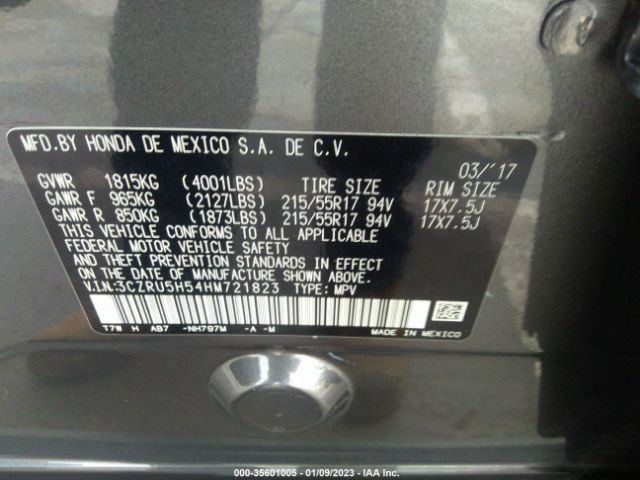 MFD.BY HONDA DE MEXICO S.A. DE C.V.
03/'17
GVWR 1815KG (4001LBS) TIRE SIZE RIM SIZE
GAWR F 965KG (2127LBS) 215/55R17 94V 17X7.5J
GAWR R 850KG (1873LBS) 215/55R17 94V 17X7.5J
THIS VEHICLE CONFORMS TO ALL APPLICABLE
FEDERAL MOTOR VEHICLE SAFETY
AND THEFT PREVENTION STANDARDS IN EFFECT
ON THE DATE OF MANUFACTURE SHOWN ABOVE.
V.I.N:3CZRU5H54HM721823 TYPE: MPV
T7W H AB7 -NH797M -A -M
MADE IN MEXICO
000-35601005 - 01/09/2023 - IAA Inc.